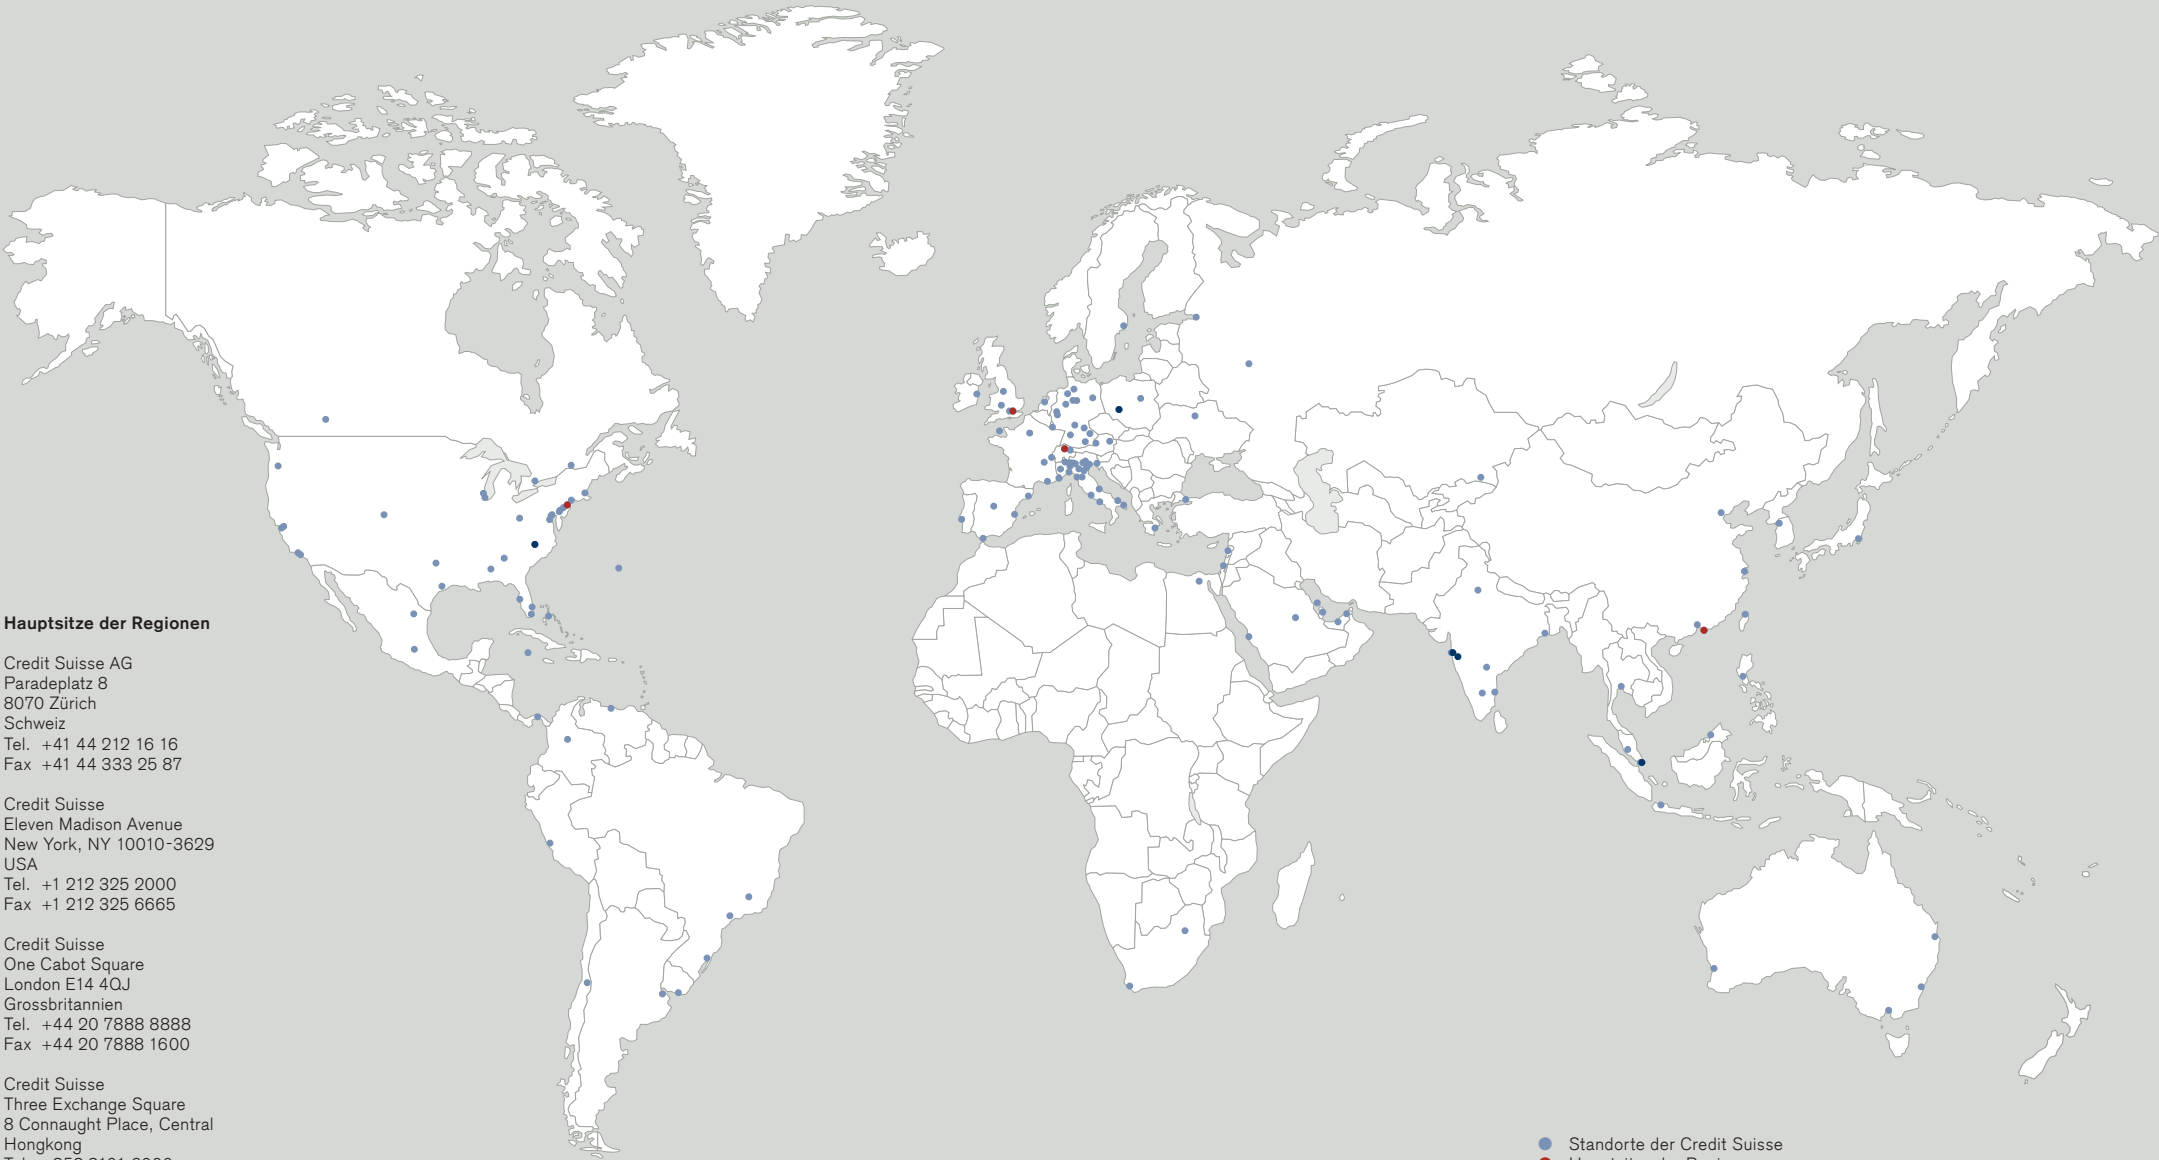 Hauptsitze der Regionen
Credit Suisse AG
Paradeplatz 8
8070 Zürich
Schweiz
Tel. +41 44 212 16 16
Fax +41 44 333 25 87
Credit Suisse
Eleven Madison Avenue
New York, NY 10010-3629
USA
Tel. +1 212 325 2000
Fax +1 212 325 6665
Credit Suisse
One Cabot Square
London E14 4QJ
Grossbritannien
Tel. +44 20 7888 8888
Fax +44 20 7888 1600
Credit Suisse
Three Exchange Square
8 Connaught Place, Central
Hongkong
Standorte der Credit Suisse